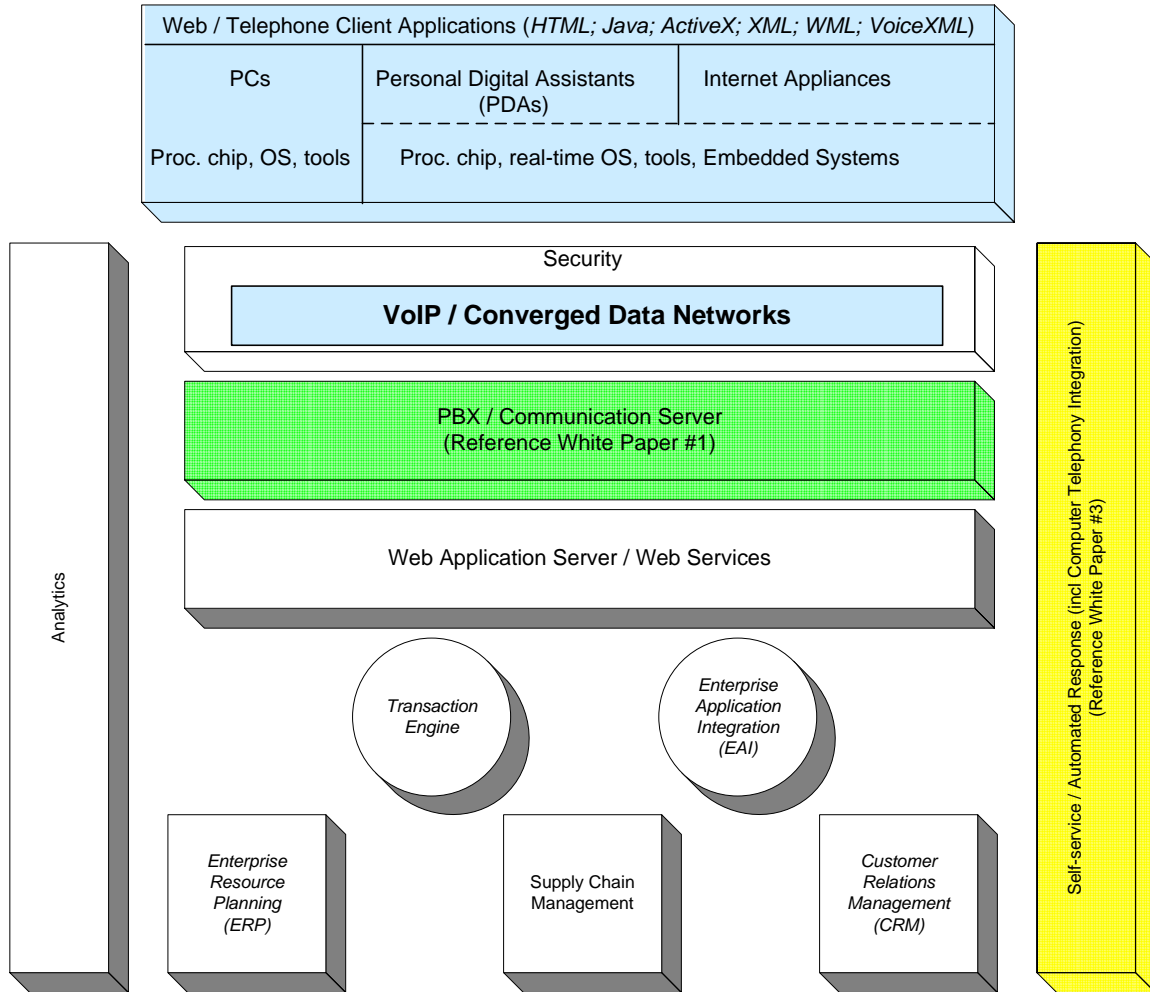 Web / Telephone Client Applications (HTML; Java; ActiveX; XML; WML; VoiceXML)
PCs
Personal Digital Assistants
(PDAs)
Internet Appliances
Proc. chip, OS, tools
Proc. chip, real-time OS, tools, Embedded Systems
Security
VoIP / Converged Data Networks
PBX / Communication Server
(Reference White Paper #1)
Web Application Server / Web Services
Analytics
Transaction
Engine
Enterprise
Application
Integration
(EAI)
Enterprise
Resource
Planning
(ERP)
Supply Chain
Management
Customer
Relations
Management
(CRM)
Self-service / Automated Response (incl Computer Telephony Integration)
(Reference White Paper #3)